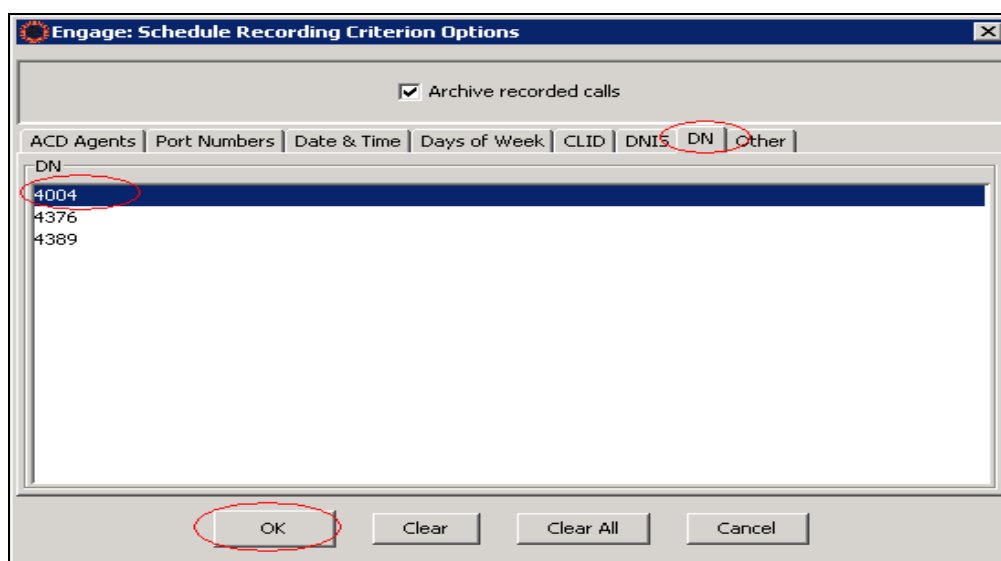 Engage: Schedule Recording Criterion Options
Archive recorded calls
ACD Agents Port Numbers Date & Time Days of Week CLID DNIS DN Other
DN
4004
4376
4389
OK Clear Clear All Cancel